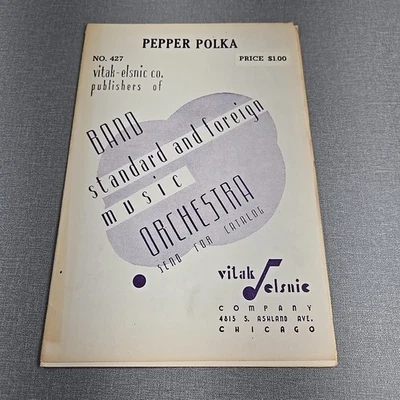 PEPPER POLKA
NO. 427 PRICE $1.00
vitak-elsnic co.
publishers of
BAND
standard and foreign
music
ORCHESTRA
SEND FOR CATALOG
vitak
elsnic
COMPANY
4815 S. ASHLAND AVE.
CHICAGO